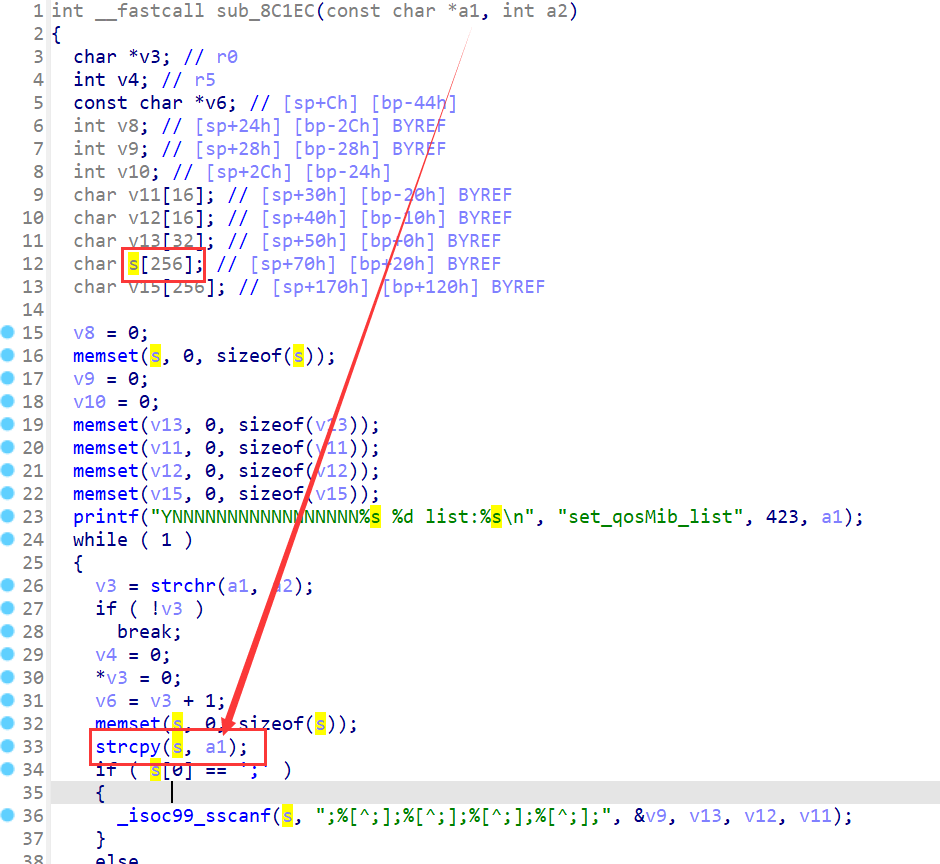 1 int __fastcall sub_8C1EC(const char *a1, int a2)
2 {
3 char *v3; // r0
4 int v4; // r5
5 const char *v6; // [sp+Ch] [bp-44h]
6 int v8; // [sp+24h] [bp-2Ch] BYREF
7 int v9; // [sp+28h] [bp-28h] BYREF
8 int v10; // [sp+2Ch] [bp-24h]
9 char v11[16]; // [sp+30h] [bp-20h] BYREF
10 char v12[16]; // [sp+40h] [bp-10h] BYREF
11 char v13[32]; // [sp+50h] [bp+0h] BYREF
12 char s[256]; // [sp+70h] [bp+20h] BYREF
13 char v15[256]; // [sp+170h] [bp+120h] BYREF
14
15 v8 = 0;
16 memset(s, 0, sizeof(s));
17 v9 = 0;
18 v10 = 0;
19 memset(v13, 0, sizeof(v13));
20 memset(v11, 0, sizeof(v11));
21 memset(v12, 0, sizeof(v12));
22 memset(v15, 0, sizeof(v15));
23 printf("YNNNNNNNNNNNNNNNNN%s %d list:%s\n", "set_qosMib_list", 423, a1);
24 while ( 1 )
25 {
26 v3 = strchr(a1, a2);
27 if ( !v3 )
28 break;
29 v4 = 0;
30 *v3 = 0;
31 v6 = v3 + 1;
32 memset(s, 0, sizeof(s));
33 strcpy(s, a1);
34 if ( s[0] == ';' )
35 {
36 _isoc99_sscanf(s, ";%[^;];%[^;];%[^;];%[^;];", &v9, v13, v12, v11);
37 }
38 else